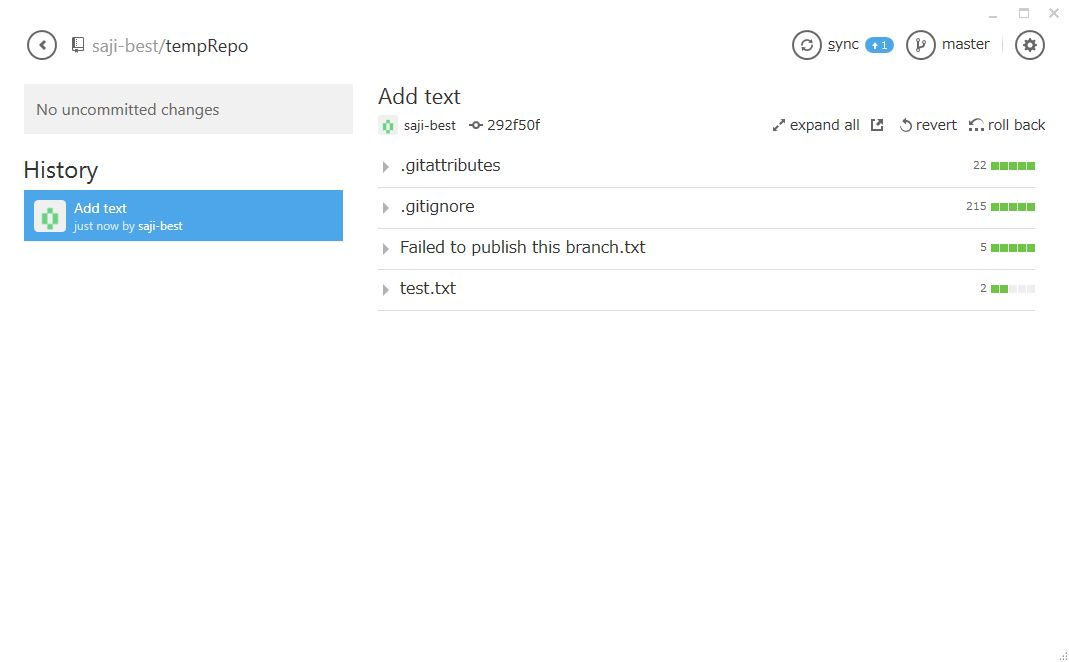 saji-best/tempRepo
sync 1 master
No uncommitted changes
History
Add text
just now by saji-best
Add text
saji-best 292f50f
expand all revert roll back
.gitattributes 22
.gitignore 215
Failed to publish this branch.txt 5
test.txt 2